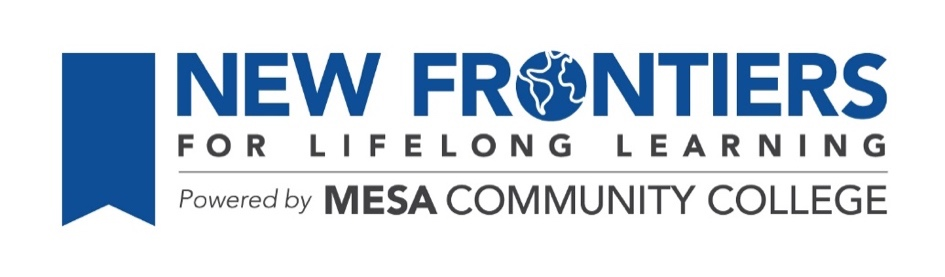 NEW FRONTIERS
FOR LIFELONG LEARNING
Powered by MESA COMMUNITY COLLEGE